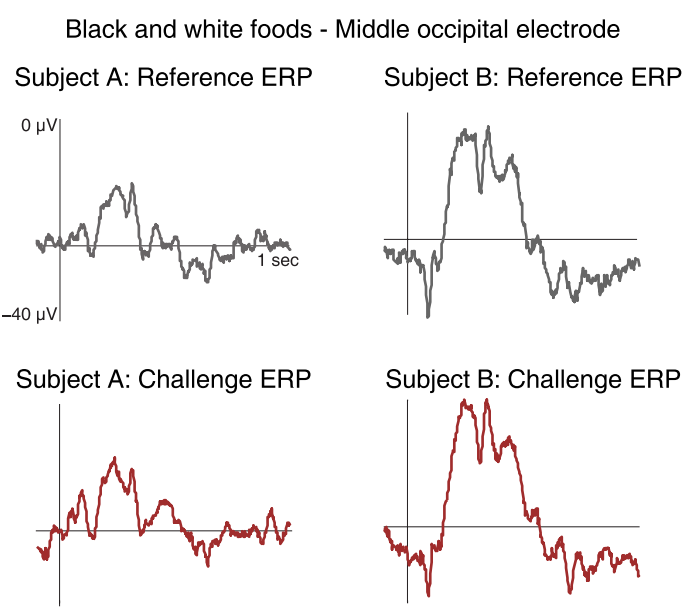 Black and white foods - Middle occipital electrode
Subject A: Reference ERP
Subject B: Reference ERP
0 µV
1 sec
−40 µV
Subject A: Challenge ERP
Subject B: Challenge ERP